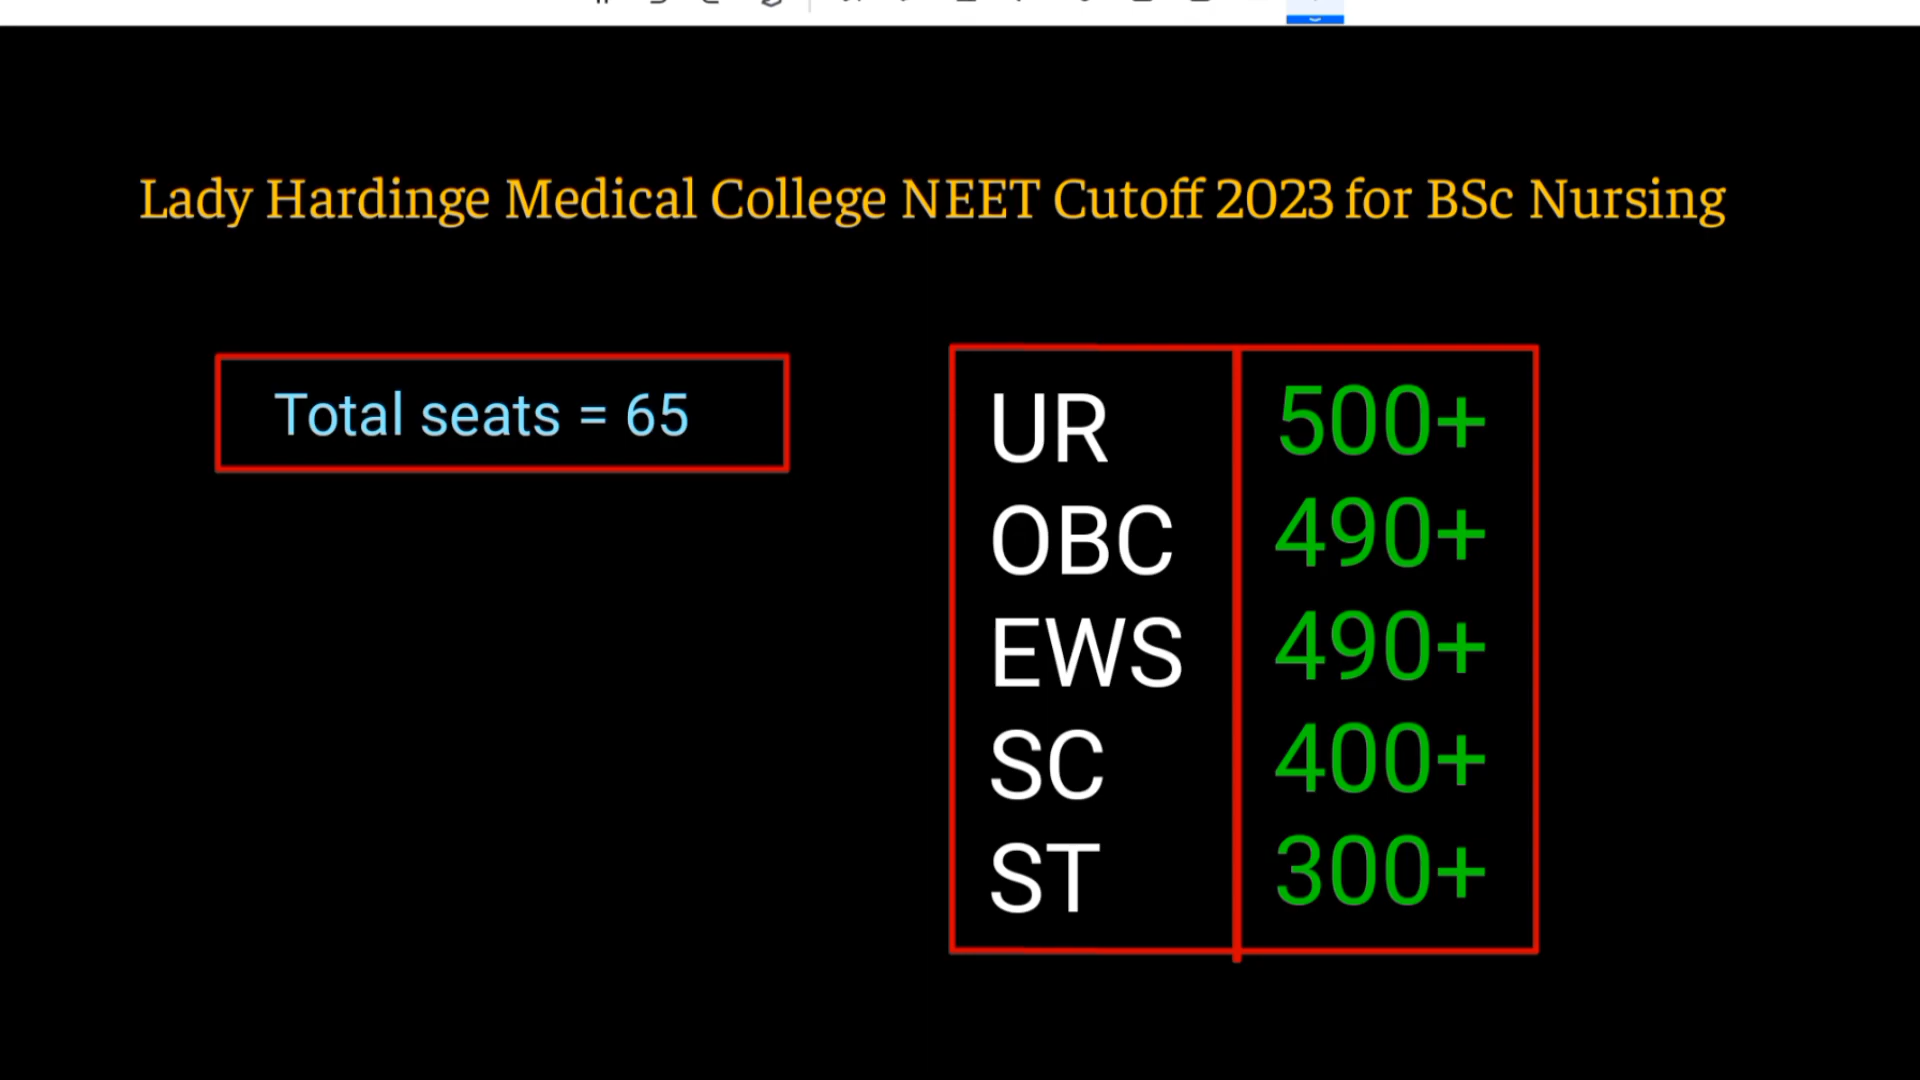 Lady Hardinge Medical College NEET Cutoff 2023 for BSc Nursing
Total seats = 65
UR 500+
OBC 490+
EWS 490+
SC 400+
ST 300+